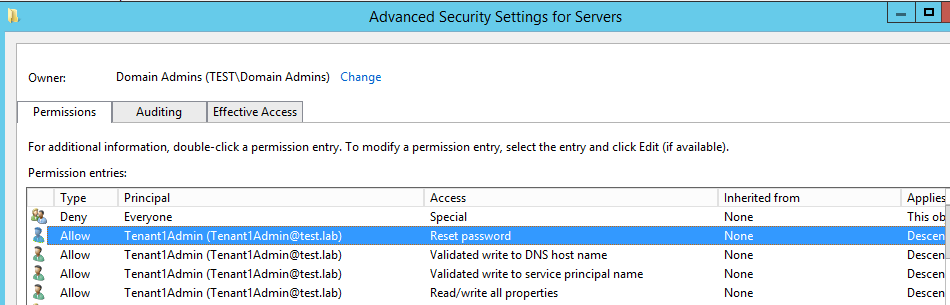 Advanced Security Settings for Servers
Owner: Domain Admins (TEST\Domain Admins) Change
Permissions Auditing Effective Access
For additional information, double-click a permission entry. To modify a permission entry, select the entry and click Edit (if available).
Permission entries:
Type Principal Access Inherited from Applies
Deny Everyone Special None This ob
Allow Tenant1Admin (Tenant1Admin@test.lab) Reset password None Descen
Allow Tenant1Admin (Tenant1Admin@test.lab) Validated write to DNS host name None Descen
Allow Tenant1Admin (Tenant1Admin@test.lab) Validated write to service principal name None Descen
Allow Tenant1Admin (Tenant1Admin@test.lab) Read/write all properties None Descen